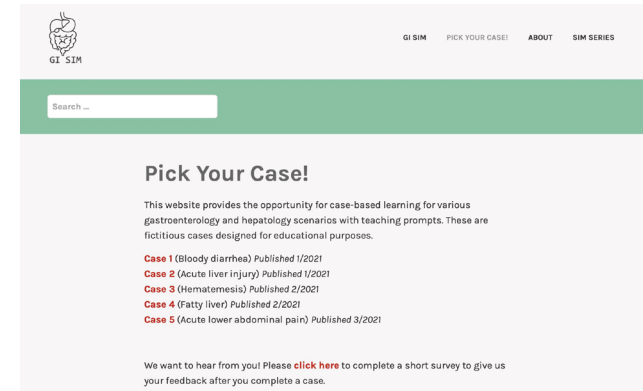 GI SIM
GI SIM PICK YOUR CASE! ABOUT SIM SERIES
Search ...
Pick Your Case!
This website provides the opportunity for case-based learning for various
gastroenterology and hepatology scenarios with teaching prompts. These are
fictitious cases designed for educational purposes.
Case 1 (Bloody diarrhea) Published 1/2021
Case 2 (Acute liver injury) Published 1/2021
Case 3 (Hematemesis) Published 2/2021
Case 4 (Fatty liver) Published 2/2021
Case 5 (Acute lower abdominal pain) Published 3/2021
We want to hear from you! Please click here to complete a short survey to give us
your feedback after you complete a case.